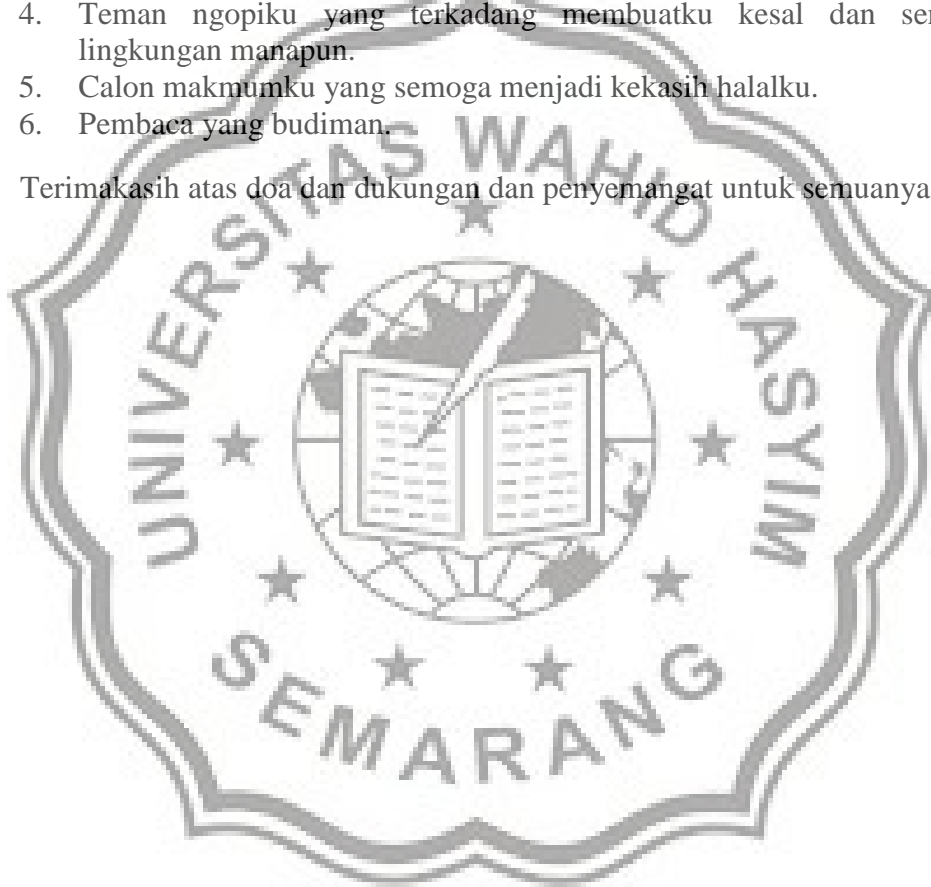 4. Teman ngopiku yang terkadang membuatku kesal dan
lingkungan manapun.
5. Calon makmumku yang semoga menjadi kekasih halalku.
6. Pembaca yang budiman.
Terimakasih atas doa dan dukungan dan penyemangat untuk semuanya
UNIVERSITAS WAHID HASYIM
SEMARANG